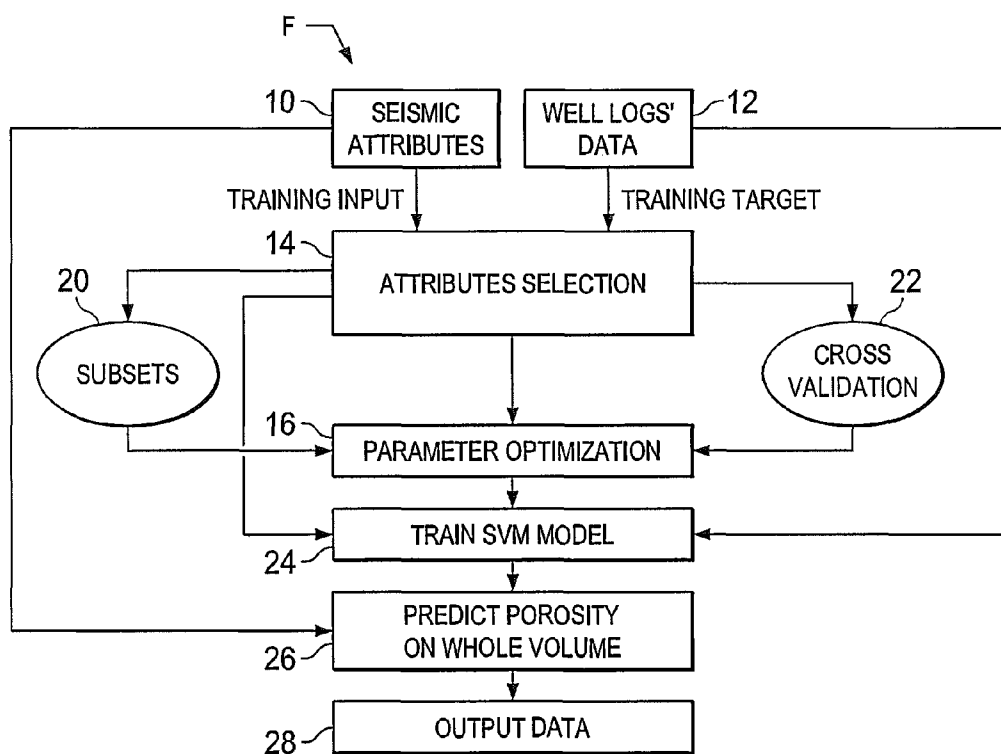 F
10
SEISMIC
ATTRIBUTES
WELL LOGS'
DATA
12
TRAINING INPUT
TRAINING TARGET
14
ATTRIBUTES SELECTION
20
SUBSETS
22
CROSS
VALIDATION
16
PARAMETER OPTIMIZATION
TRAIN SVM MODEL
24
PREDICT POROSITY
ON WHOLE VOLUME
26
OUTPUT DATA
28